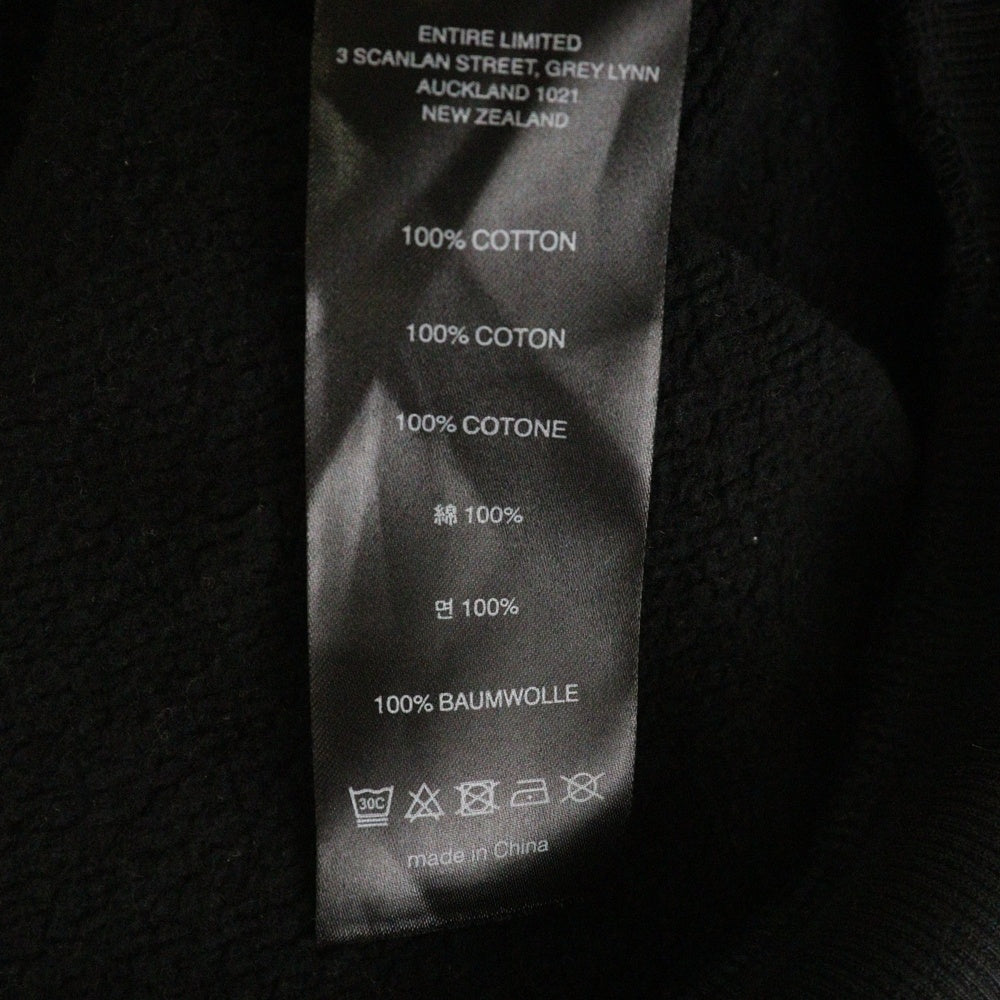 ENTIRE LIMITED
3 SCANLAN STREET, GREY LYNN
AUCKLAND 1021
NEW ZEALAND
100% COTTON
100% COTON
100% COTONE
綿 100%
면 100%
100% BAUMWOLLE
30C
made in China